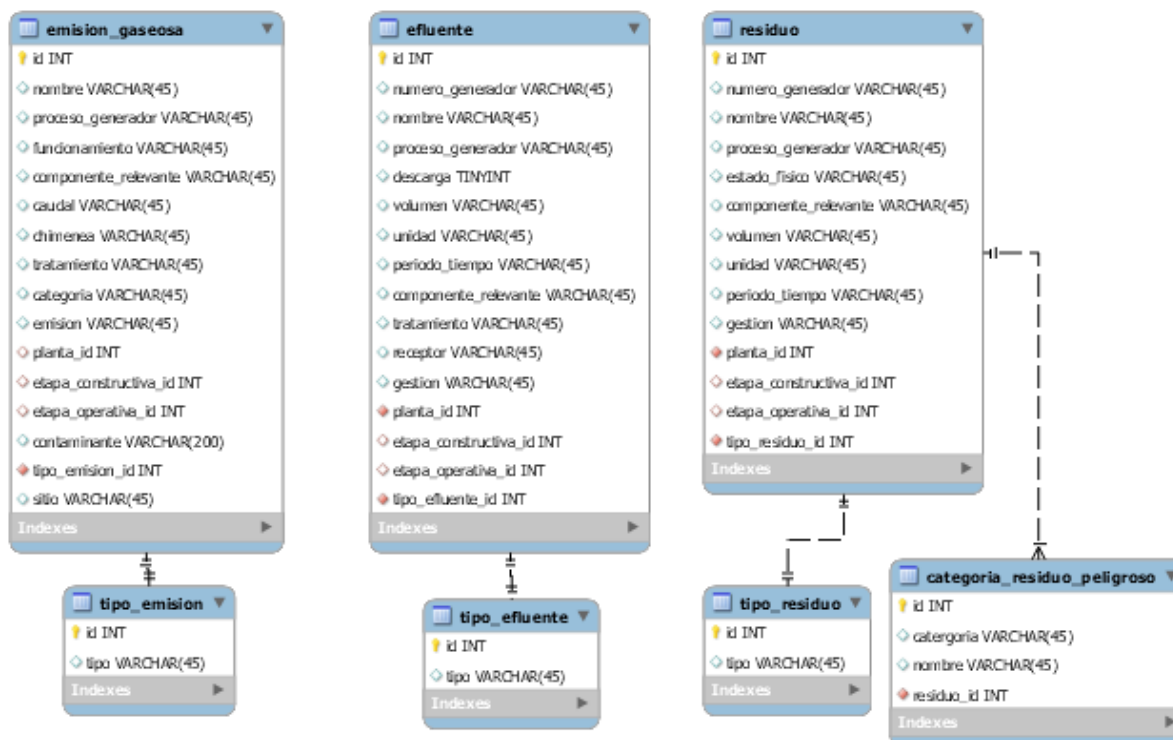 emision_gaseosa
id INT
nombre VARCHAR(45)
proceso_generador VARCHAR(45)
funcionamiento VARCHAR(45)
componente_relevante VARCHAR(45)
caudal VARCHAR(45)
chimenea VARCHAR(45)
tratamiento VARCHAR(45)
categoria VARCHAR(45)
emision VARCHAR(45)
planta_id INT
etapa_constructiva_id INT
etapa_operativa_id INT
contaminante VARCHAR(200)
tipo_emision_id INT
sitio VARCHAR(45)
Indexes
tipo_emision
id INT
tipo VARCHAR(45)
Indexes
efluente
id INT
numero_generador VARCHAR(45)
nombre VARCHAR(45)
proceso_generador VARCHAR(45)
descarga TINYINT
volumen VARCHAR(45)
unidad VARCHAR(45)
periodo_tiempo VARCHAR(45)
componente_relevante VARCHAR(45)
tratamiento VARCHAR(45)
receptor VARCHAR(45)
gestion VARCHAR(45)
planta_id INT
etapa_constructiva_id INT
etapa_operativa_id INT
tipo_efluente_id INT
Indexes
tipo_efluente
id INT
tipo VARCHAR(45)
Indexes
residuo
id INT
numero_generador VARCHAR(45)
nombre VARCHAR(45)
proceso_generador VARCHAR(45)
estado_fisico VARCHAR(45)
componente_relevante VARCHAR(45)
volumen VARCHAR(45)
unidad VARCHAR(45)
periodo_tiempo VARCHAR(45)
gestion VARCHAR(45)
planta_id INT
etapa_constructiva_id INT
etapa_operativa_id INT
tipo_residuo_id INT
Indexes
tipo_residuo
id INT
tipo VARCHAR(45)
Indexes
categoria_residuo_peligroso
id INT
catergoria VARCHAR(45)
nombre VARCHAR(45)
residuo_id INT
Indexes